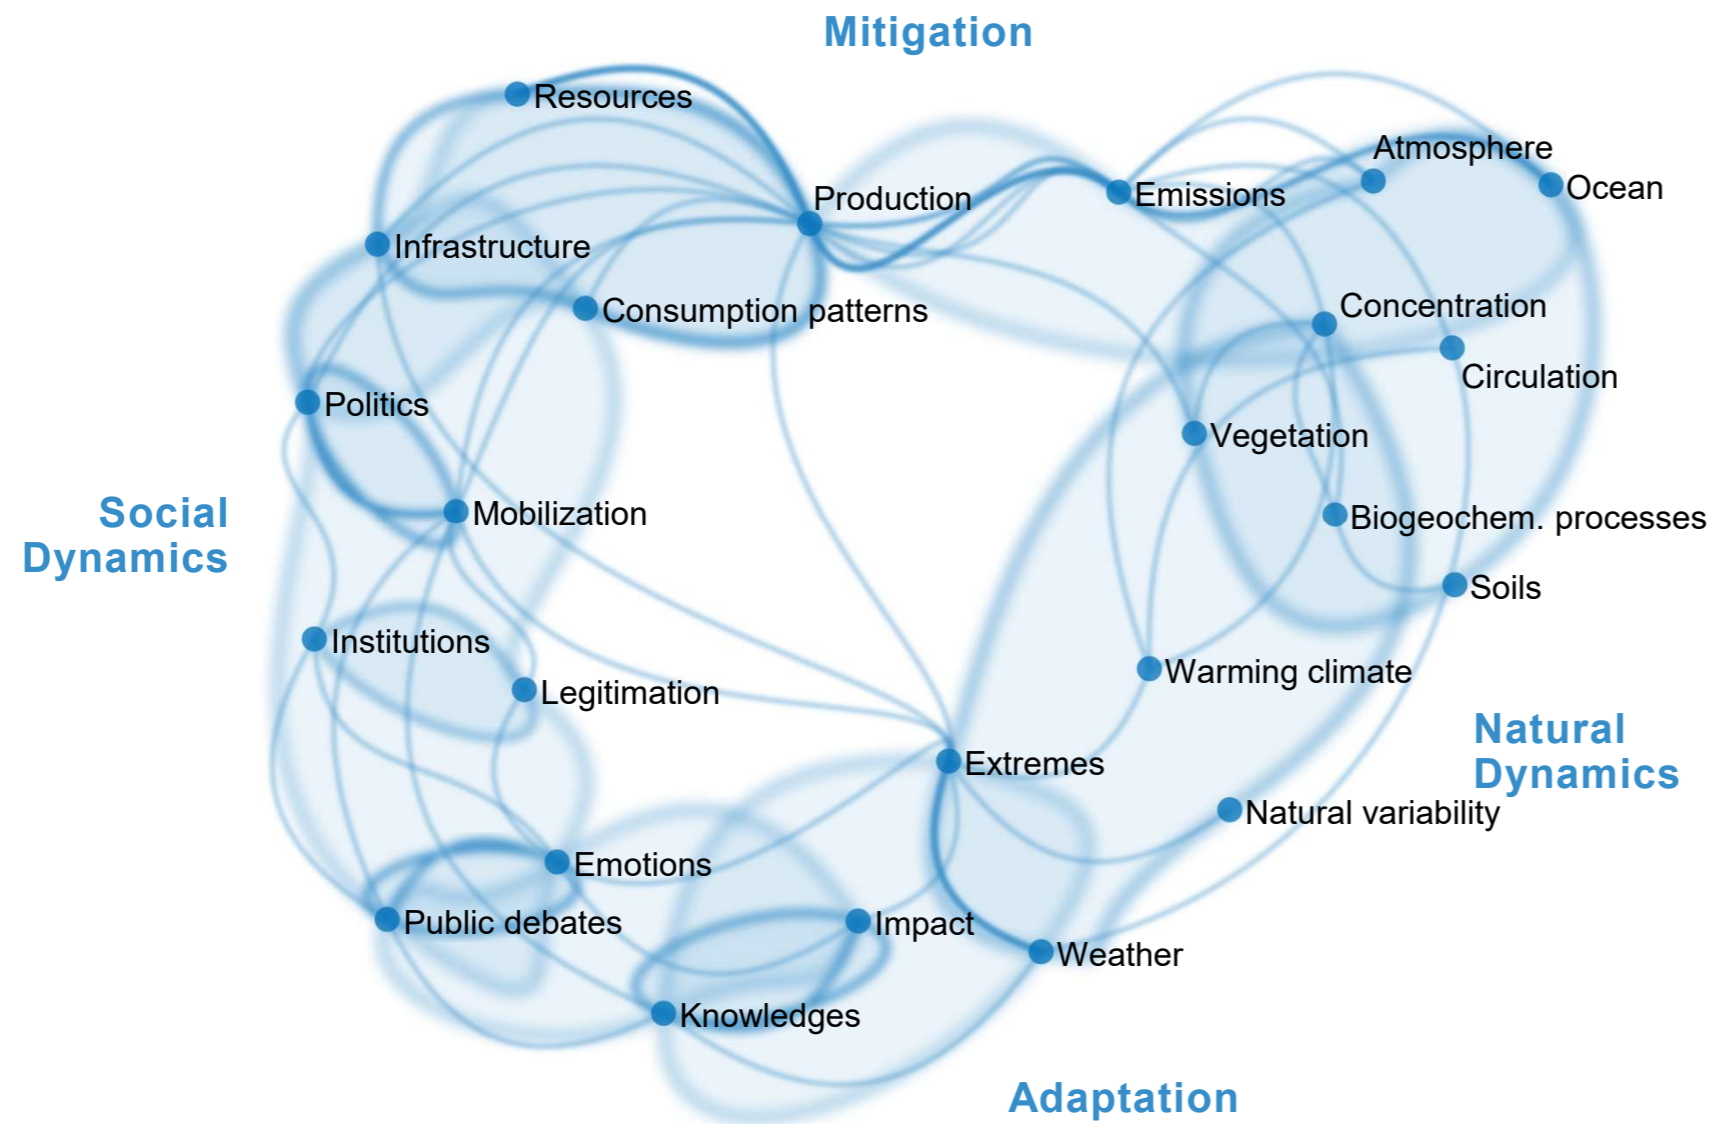 Mitigation
Resources
Atmosphere
Ocean
Production
Emissions
Infrastructure
Consumption patterns
Concentration
Circulation
Politics
Vegetation
Social
Dynamics
Mobilization
Biogeochem. processes
Soils
Institutions
Legitimation
Warming climate
Natural
Dynamics
Extremes
Natural variability
Emotions
Public debates
Impact
Weather
Knowledges
Adaptation